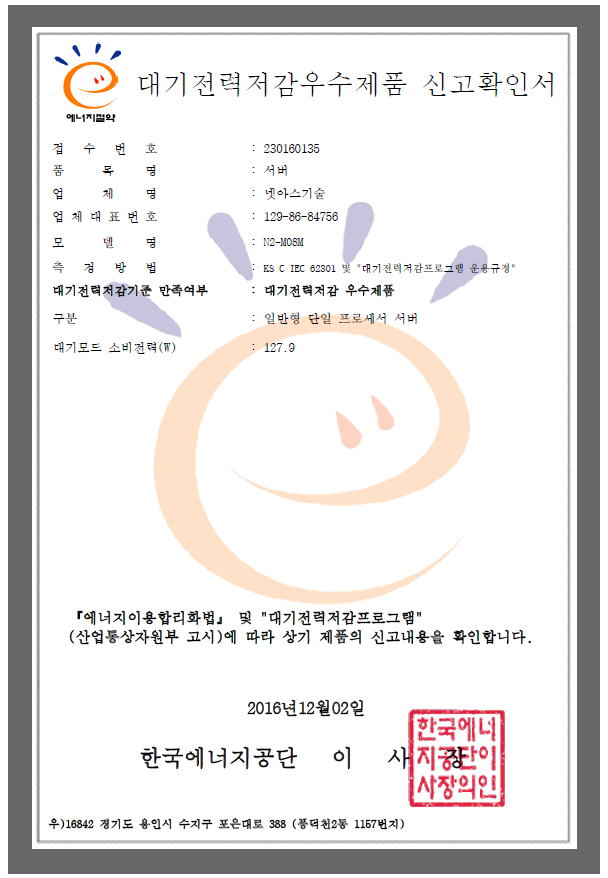 에너지절약
대기전력저감우수제품 신고확인서
접 수 번 호 : 230160135
품 목 명 : 서버
업 체 명 : 넷아스기술
업 체 대 표 번 호 : 129-86-84756
모 델 명 : N2-M08M
측 정 방 법 : KS C IEC 62301 및 "대기전력저감프로그램 운용규정"
대기전력저감기준 만족여부 : 대기전력저감 우수제품
구분 : 일반형 단일 프로세서 서버
대기모드 소비전력(W) : 127.9
『에너지이용합리화법』 및 "대기전력저감프로그램"
(산업통상자원부 고시)에 따라 상기 제품의 신고내용을 확인합니다.
2016년12월02일
한국에너지공단 이 사 장
한국에너
지공단이
사장의인
우)16842 경기도 용인시 수지구 포은대로 388 (풍덕천2동 1157번지)